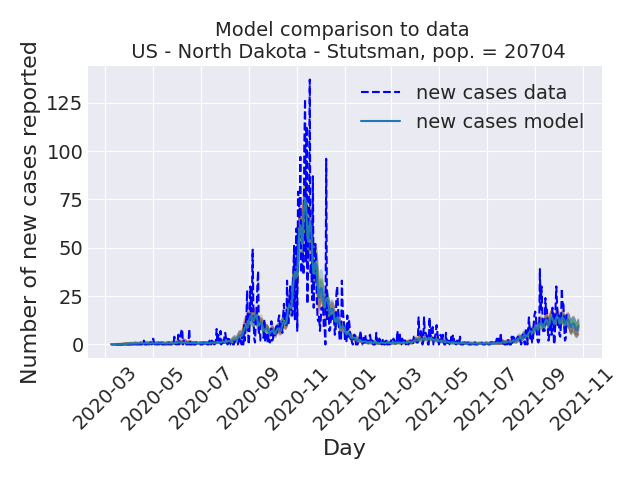 Model comparison to data
US - North Dakota - Stutsman, pop. = 20704
Number of new cases reported
125
100
75
50
25
0
new cases data
new cases model
2020-03
2020-05
2020-07
2020-09
2020-11
2021-01
2021-03
2021-05
2021-07
2021-09
2021-11
Day